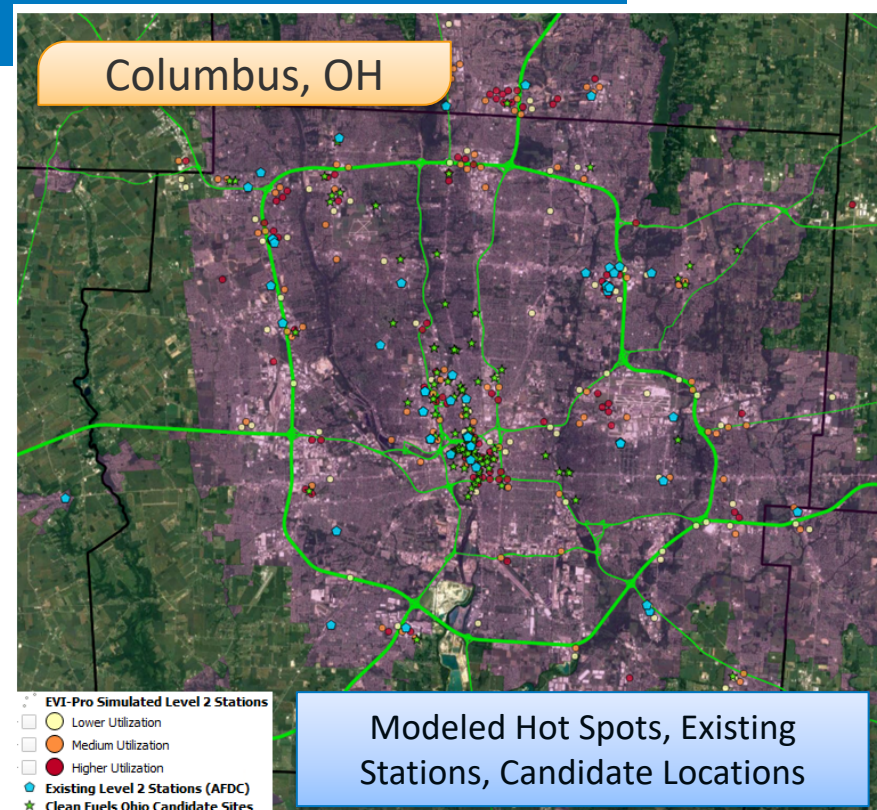 Columbus, OH
EVI-Pro Simulated Level 2 Stations
Lower Utilization
Medium Utilization
Higher Utilization
Existing Level 2 Stations (AFDC)
Clean Fuels Ohio Candidate Sites
Modeled Hot Spots, Existing
Stations, Candidate Locations